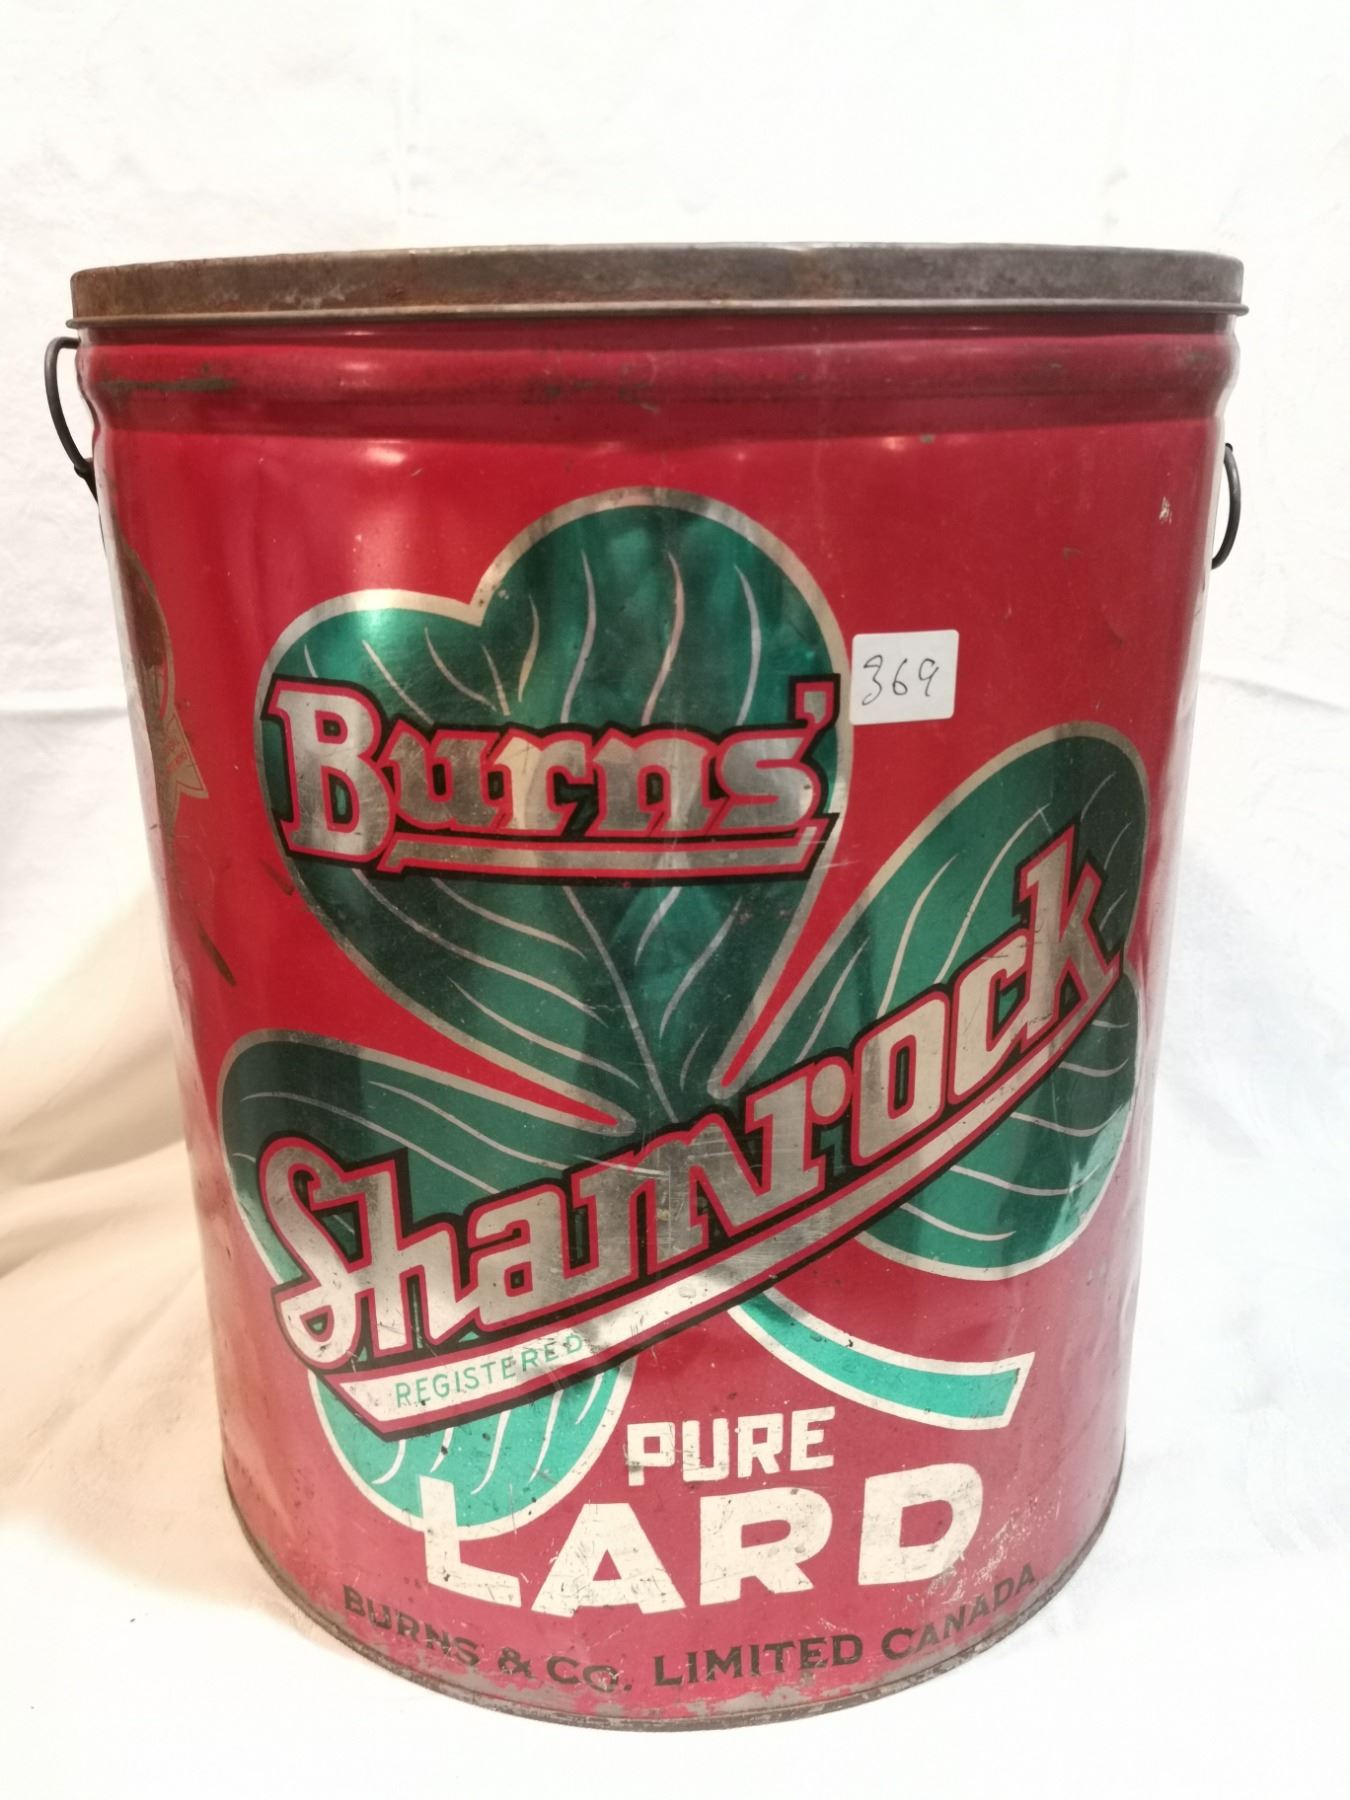 Burns'
369
Shamrock
REGISTERED
PURE
LARD
BURNS & CO. LIMITED CANADA